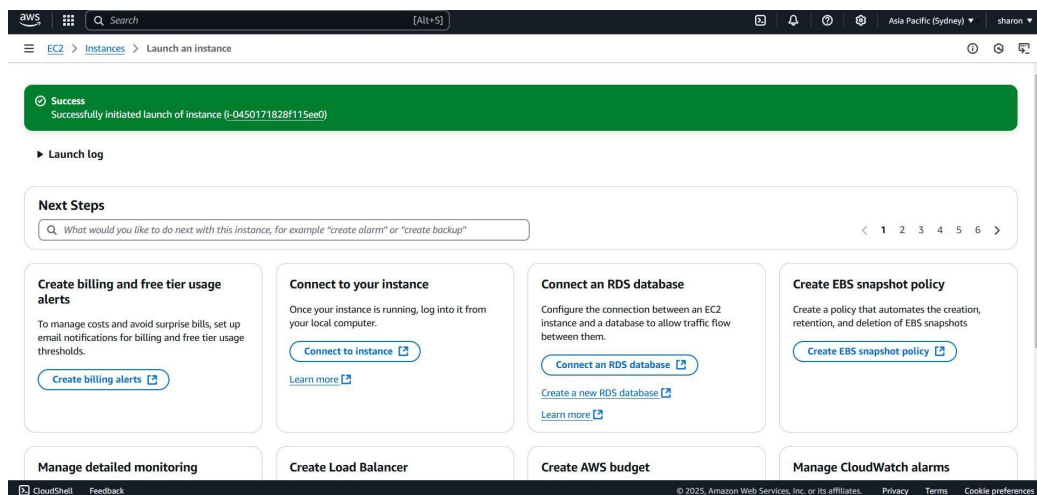 aws
Search [Alt+S]
Asia Pacific (Sydney) ▼
sharon ▼
EC2 > Instances > Launch an instance
Success
Successfully initiated launch of instance (i-0450171828f115ee0)
Launch log
Next Steps
What would you like to do next with this instance, for example "create alarm" or "create backup"
< 1 2 3 4 5 6 >
Create billing and free tier usage
alerts
To manage costs and avoid surprise bills, set up
email notifications for billing and free tier usage
thresholds.
Create billing alerts
Connect to your instance
Once your instance is running, log into it from
your local computer.
Connect to instance
Learn more
Connect an RDS database
Configure the connection between an EC2
instance and a database to allow traffic flow
between them.
Connect an RDS database
Create a new RDS database
Learn more
Create EBS snapshot policy
Create a policy that automates the creation,
retention, and deletion of EBS snapshots
Create EBS snapshot policy
Manage detailed monitoring
Create Load Balancer
Create AWS budget
Manage CloudWatch alarms
CloudShell Feedback
© 2025, Amazon Web Services, Inc. or its affiliates. Privacy Terms Cookie preferences